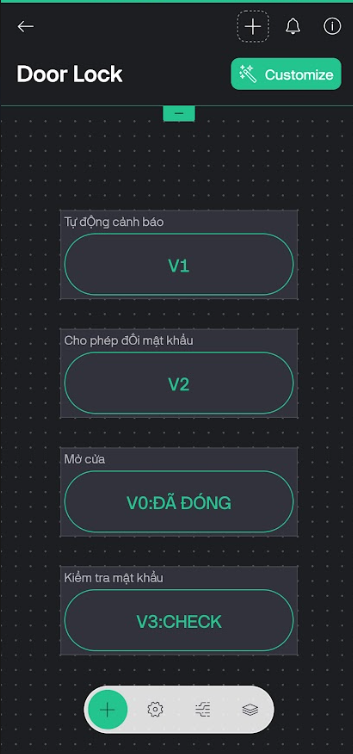 Door Lock
Customize
Tự đỘng cảnh báo
V1
Cho phép đỔi mật khẩu
V2
Mở cửa
V0:ĐÃ ĐÓNG
Kiểm tra mật khẩu
V3:CHECK